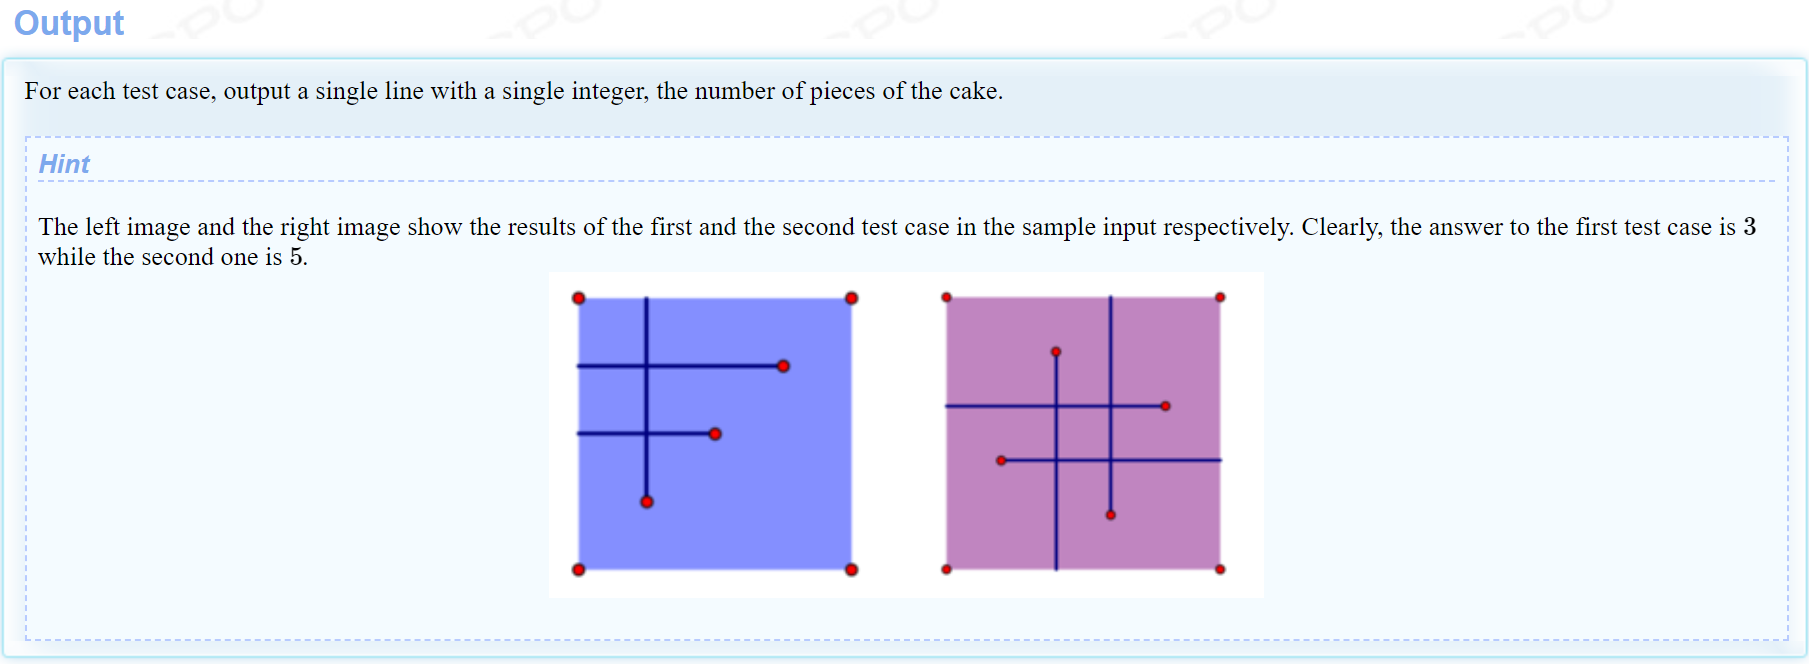 Output
For each test case, output a single line with a single integer, the number of pieces of the cake.
Hint
The left image and the right image show the results of the first and the second test case in the sample input respectively. Clearly, the answer to the first test case is 3
while the second one is 5.